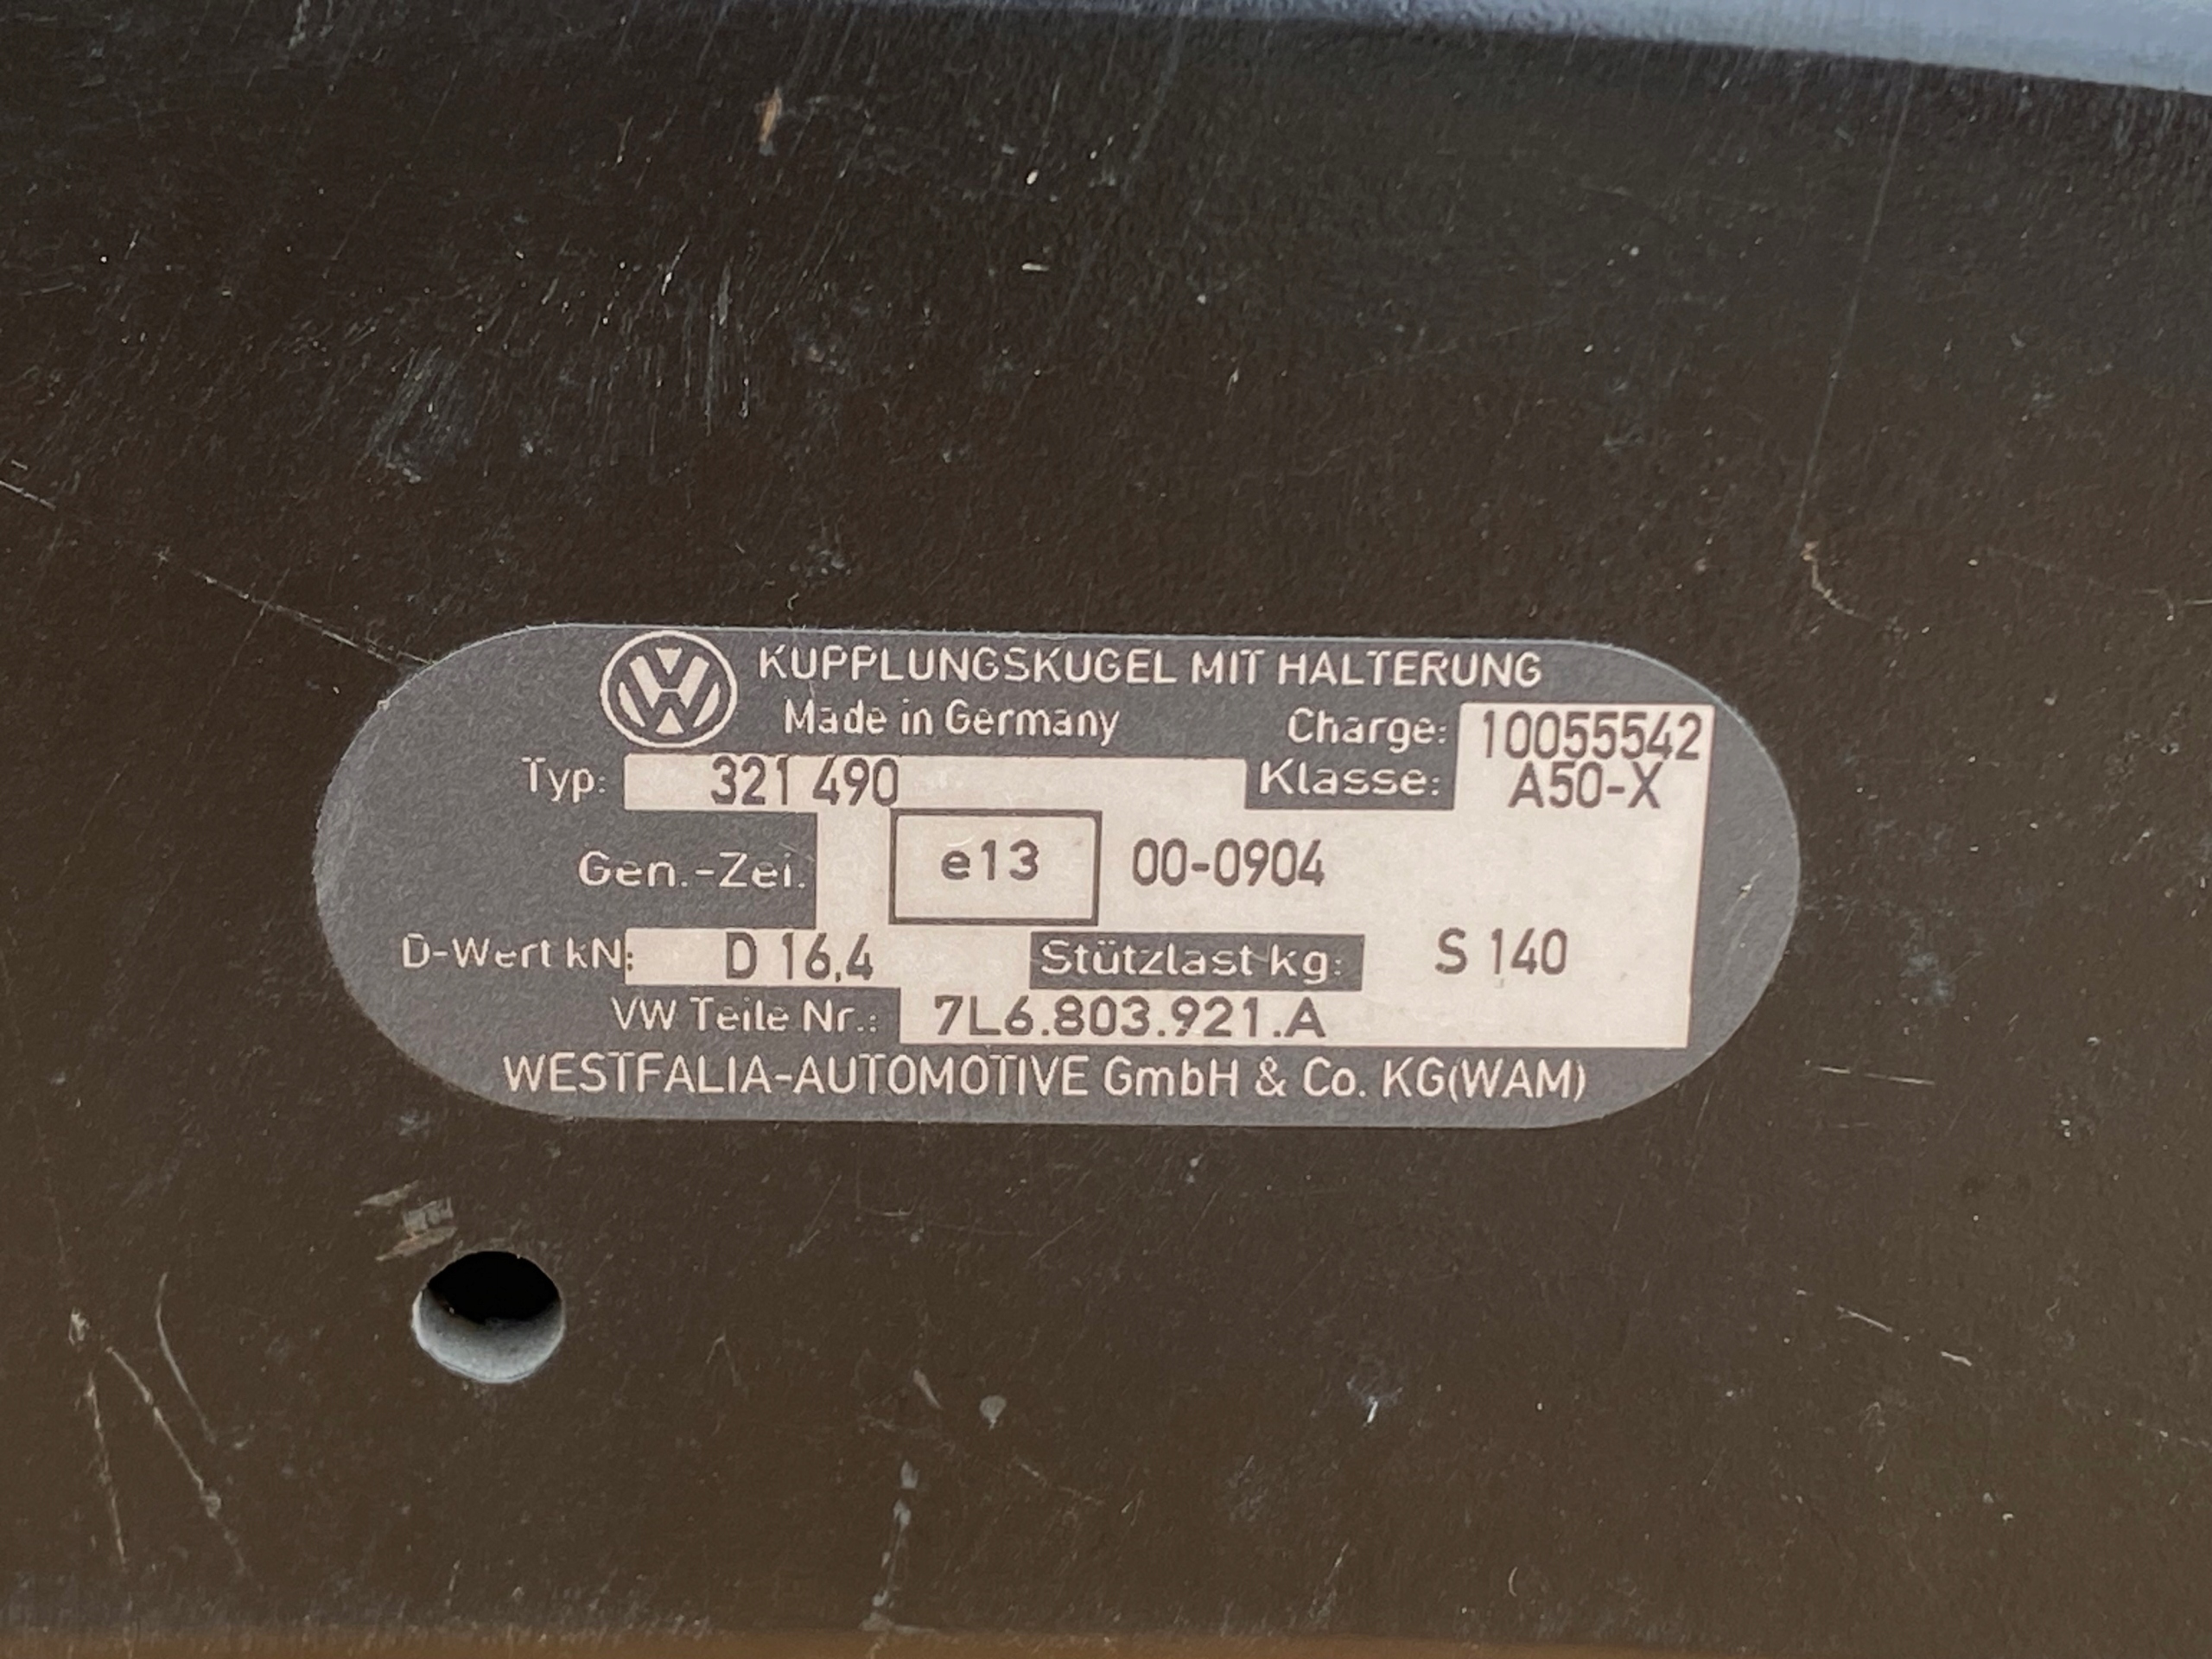 KUPPLUNGSKUGEL MIT HALTERUNG
Made in Germany Charge: 10055542
Typ: 321 490 Klasse: A50-X
Gen.-Zei. e13 00-0904
D-Wert kN: D 16,4 Stützlast kg: S 140
VW Teile Nr.: 7L6.803.921.A
WESTFALIA-AUTOMOTIVE GmbH & Co. KG(WAM)